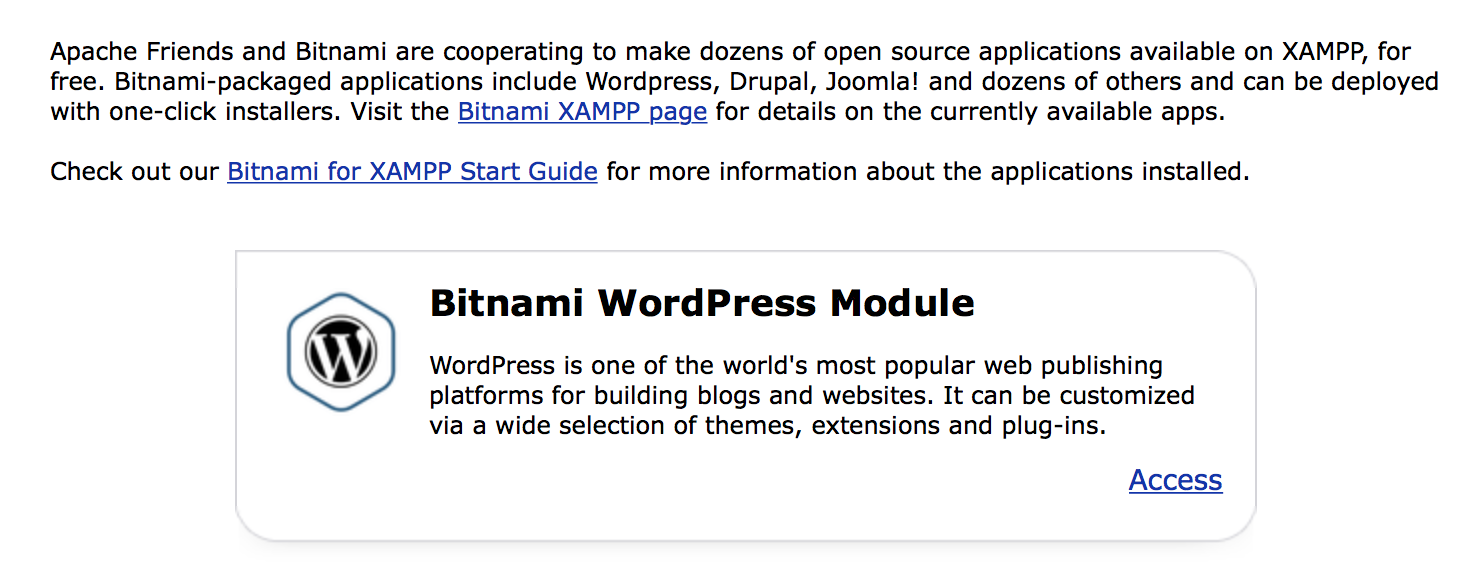 Apache Friends and Bitnami are cooperating to make dozens of open source applications available on XAMPP, for
free. Bitnami-packaged applications include Wordpress, Drupal, Joomla! and dozens of others and can be deployed
with one-click installers. Visit the Bitnami XAMPP page for details on the currently available apps.
Check out our Bitnami for XAMPP Start Guide for more information about the applications installed.
Bitnami WordPress Module
WordPress is one of the world's most popular web publishing
platforms for building blogs and websites. It can be customized
via a wide selection of themes, extensions and plug-ins.
Access